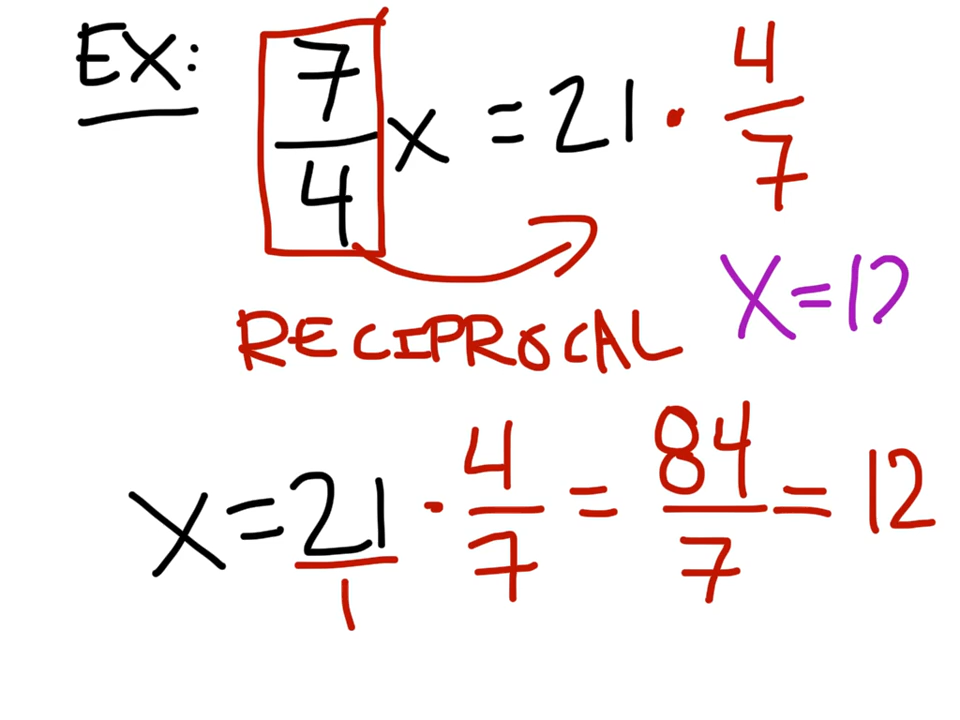 EX: 7/4 x = 21 · 4/7
RECIPROCAL
X=12
X = 21/1 · 4/7 = 84/7 = 12